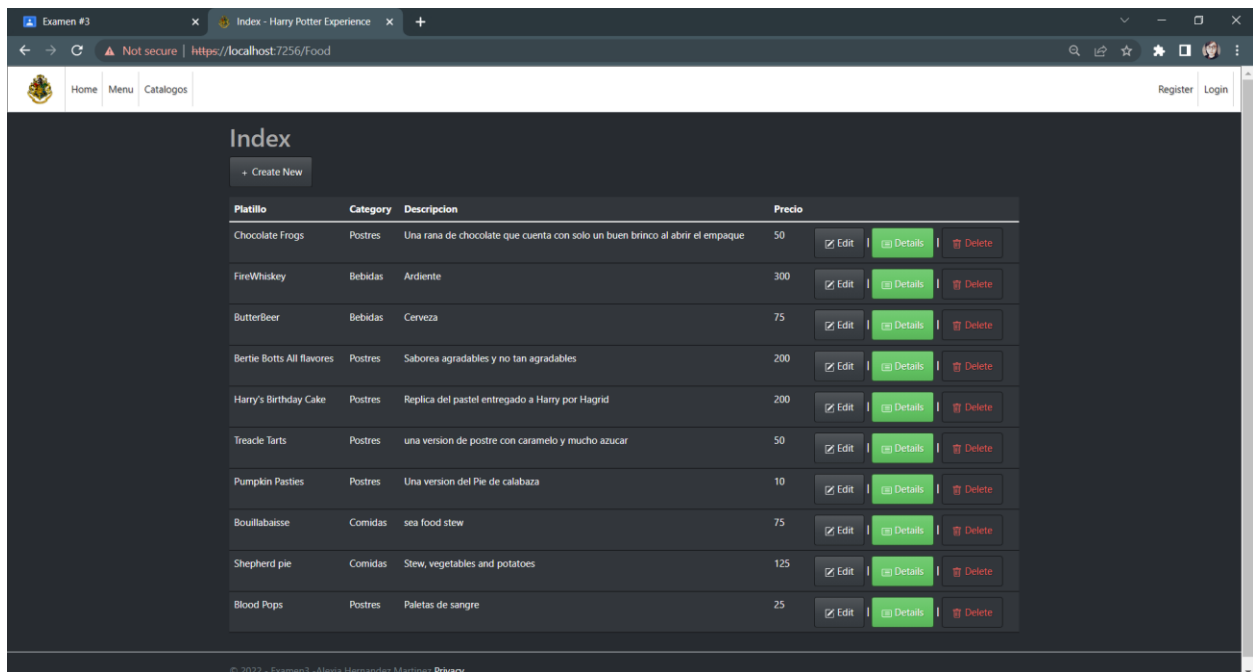 Examen #3 Index - Harry Potter Experience
Not secure | https://localhost:7256/Food
Home Menu Catalogos Register Login
Index
+ Create New
Platillo Category Descripcion Precio
Chocolate Frogs Postres Una rana de chocolate que cuenta con solo un buen brinco al abrir el empaque 50 Edit | Details | Delete
FireWhiskey Bebidas Ardiente 300 Edit | Details | Delete
ButterBeer Bebidas Cerveza 75 Edit | Details | Delete
Bertie Botts All flavores Postres Saborea agradables y no tan agradables 200 Edit | Details | Delete
Harry's Birthday Cake Postres Replica del pastel entregado a Harry por Hagrid 200 Edit | Details | Delete
Treacle Tarts Postres una version de postre con caramelo y mucho azucar 50 Edit | Details | Delete
Pumpkin Pasties Postres Una version del Pie de calabaza 10 Edit | Details | Delete
Bouillabaisse Comidas sea food stew 75 Edit | Details | Delete
Shepherd pie Comidas Stew, vegetables and potatoes 125 Edit | Details | Delete
Blood Pops Postres Paletas de sangre 25 Edit | Details | Delete
© 2022 - Examen3 -Alexia Hernandez Martinez Privacy